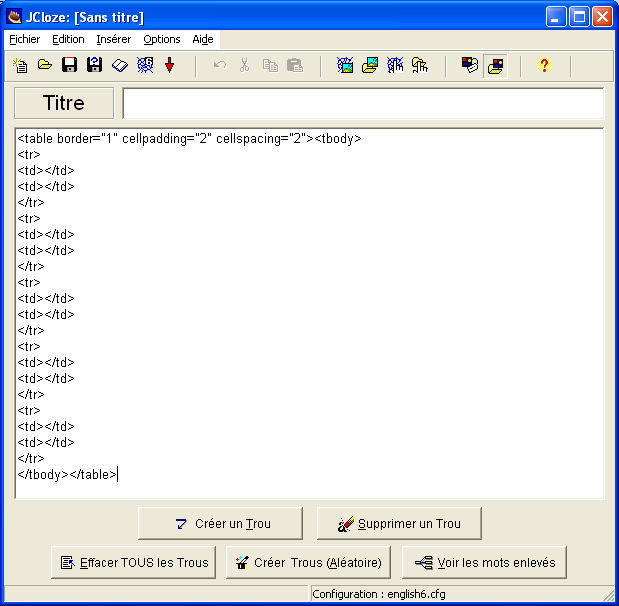 JCloze: [Sans titre]
Fichier Edition Insérer Options Aide
Titre
<table border="1" cellpadding="2" cellspacing="2"><tbody>
<tr>
<td></td>
<td></td>
</tr>
<tr>
<td></td>
<td></td>
</tr>
<tr>
<td></td>
<td></td>
</tr>
<tr>
<td></td>
<td></td>
</tr>
<tr>
<td></td>
<td></td>
</tr>
</tbody></table>
Créer un Trou Supprimer un Trou
Effacer TOUS les Trous Créer Trous (Aléatoire) Voir les mots enlevés
Configuration : english6.cfg